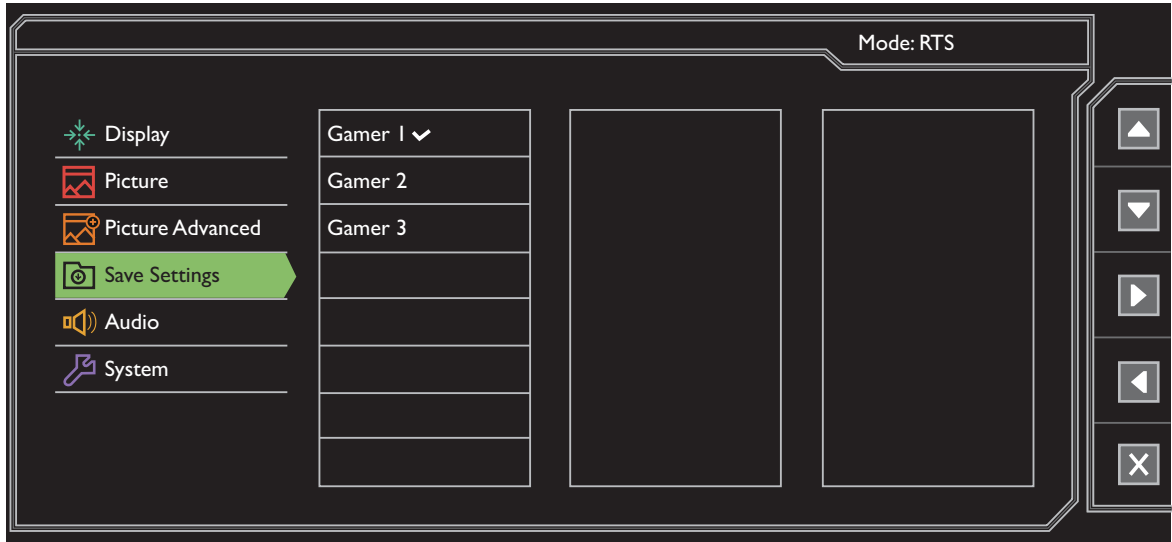 Mode: RTS
Display
Picture
Picture Advanced
Save Settings
Audio
System
Gamer 1
Gamer 2
Gamer 3